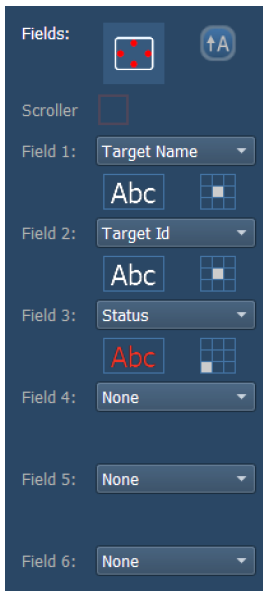 Fields:
A
Scroller
Field 1: Target Name
Abc
Field 2: Target Id
Abc
Field 3: Status
Abc
Field 4: None
Field 5: None
Field 6: None